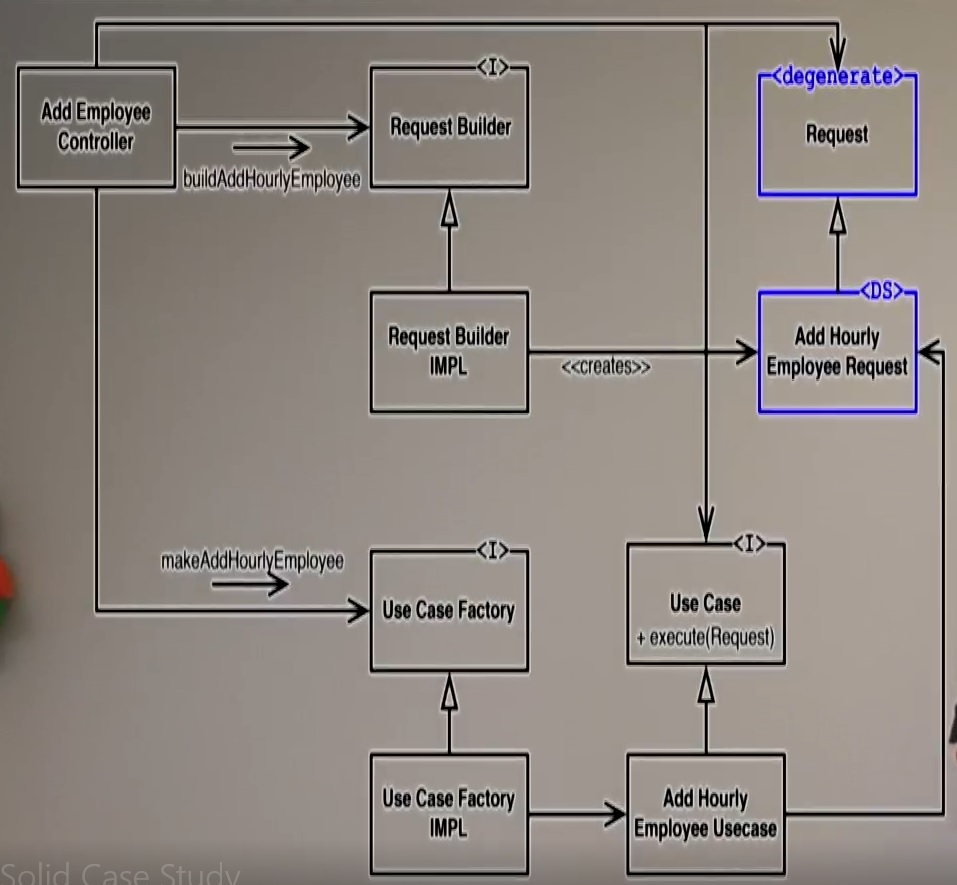 <I>
<degenerate>
Add Employee
Controller
Request Builder
Request
buildAddHourlyEmployee
<DS>
Request Builder
IMPL
<<creates>>
Add Hourly
Employee Request
makeAddHourlyEmployee
<I>
Use Case Factory
<I>
Use Case
+ execute(Request)
Use Case Factory
IMPL
Add Hourly
Employee Usecase
Solid Case Study